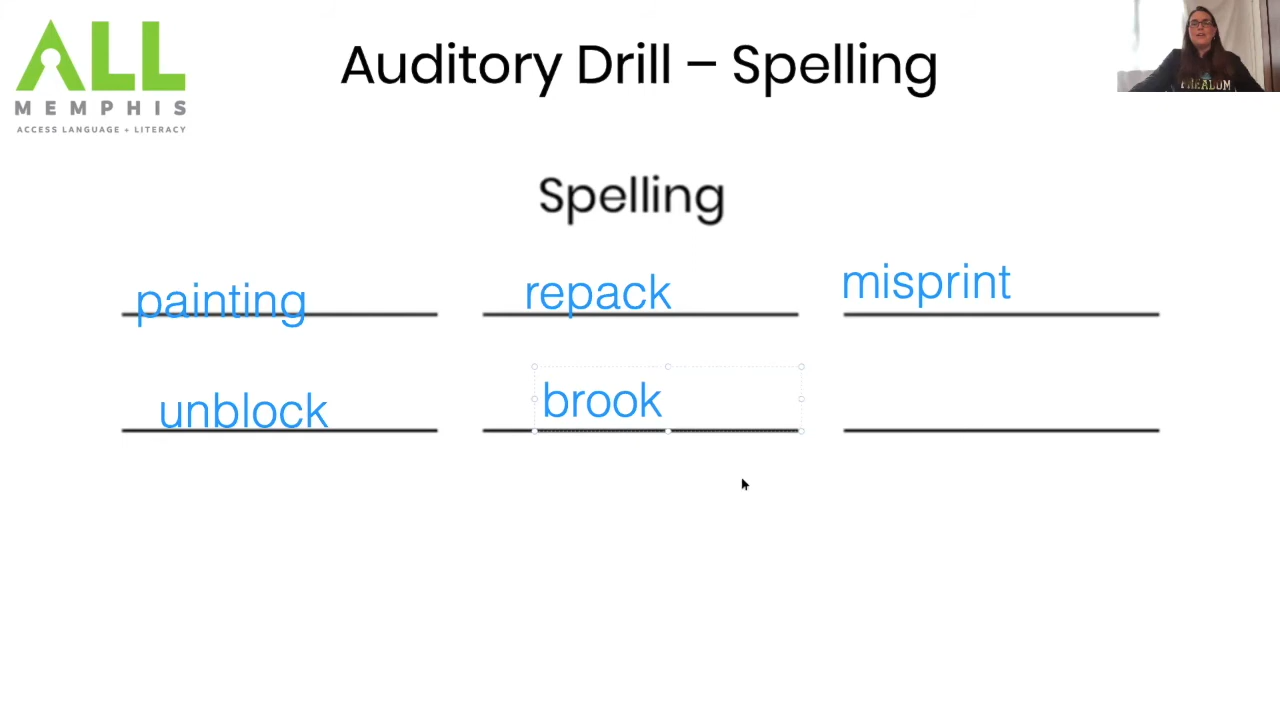 ALL
MEMPHIS
ACCESS LANGUAGE + LITERACY
Auditory Drill – Spelling
Spelling
painting repack misprint
unblock brook